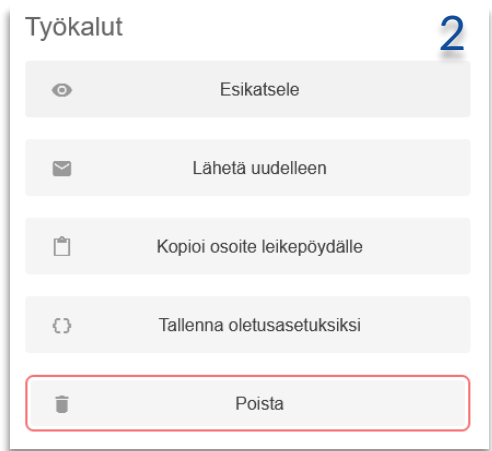 Työkalut
2
Esikatsele
Lähetä uudelleen
Kopioi osoite leikepöydälle
Tallenna oletusasetuksiksi
Poista